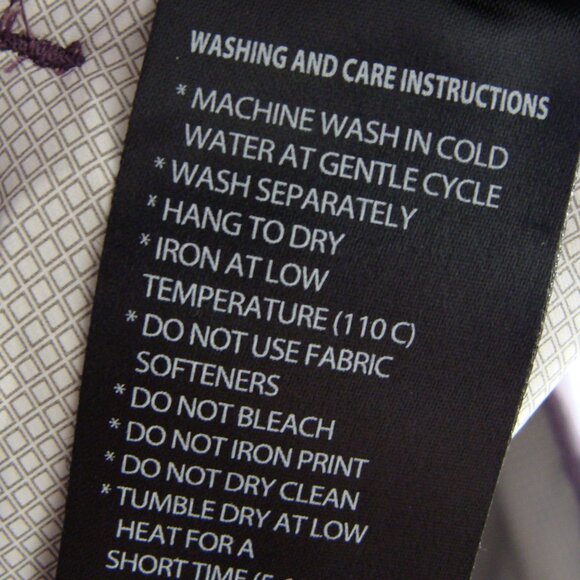 WASHING AND CARE INSTRUCTIONS
* MACHINE WASH IN COLD
WATER AT GENTLE CYCLE
* WASH SEPARATELY
* HANG TO DRY
* IRON AT LOW
TEMPERATURE (110 C)
* DO NOT USE FABRIC
SOFTENERS
* DO NOT BLEACH
* DO NOT IRON PRINT
* DO NOT DRY CLEAN
* TUMBLE DRY AT LOW
HEAT FOR A
SHORT TIME